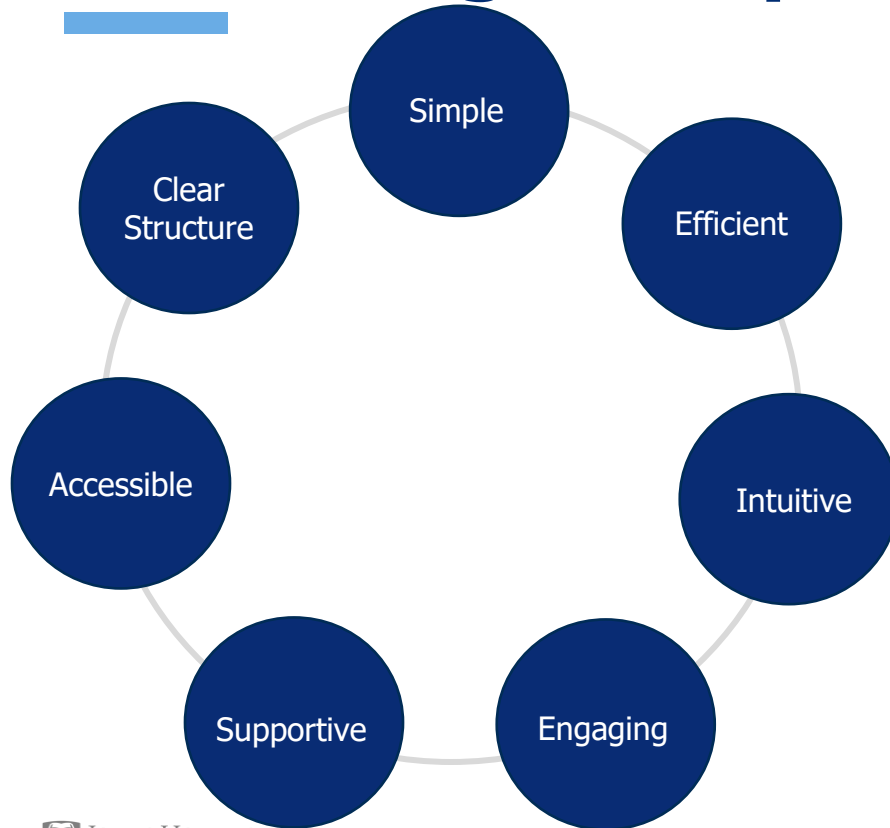 Simple
Efficient
Intuitive
Engaging
Supportive
Accessible
Clear
Structure